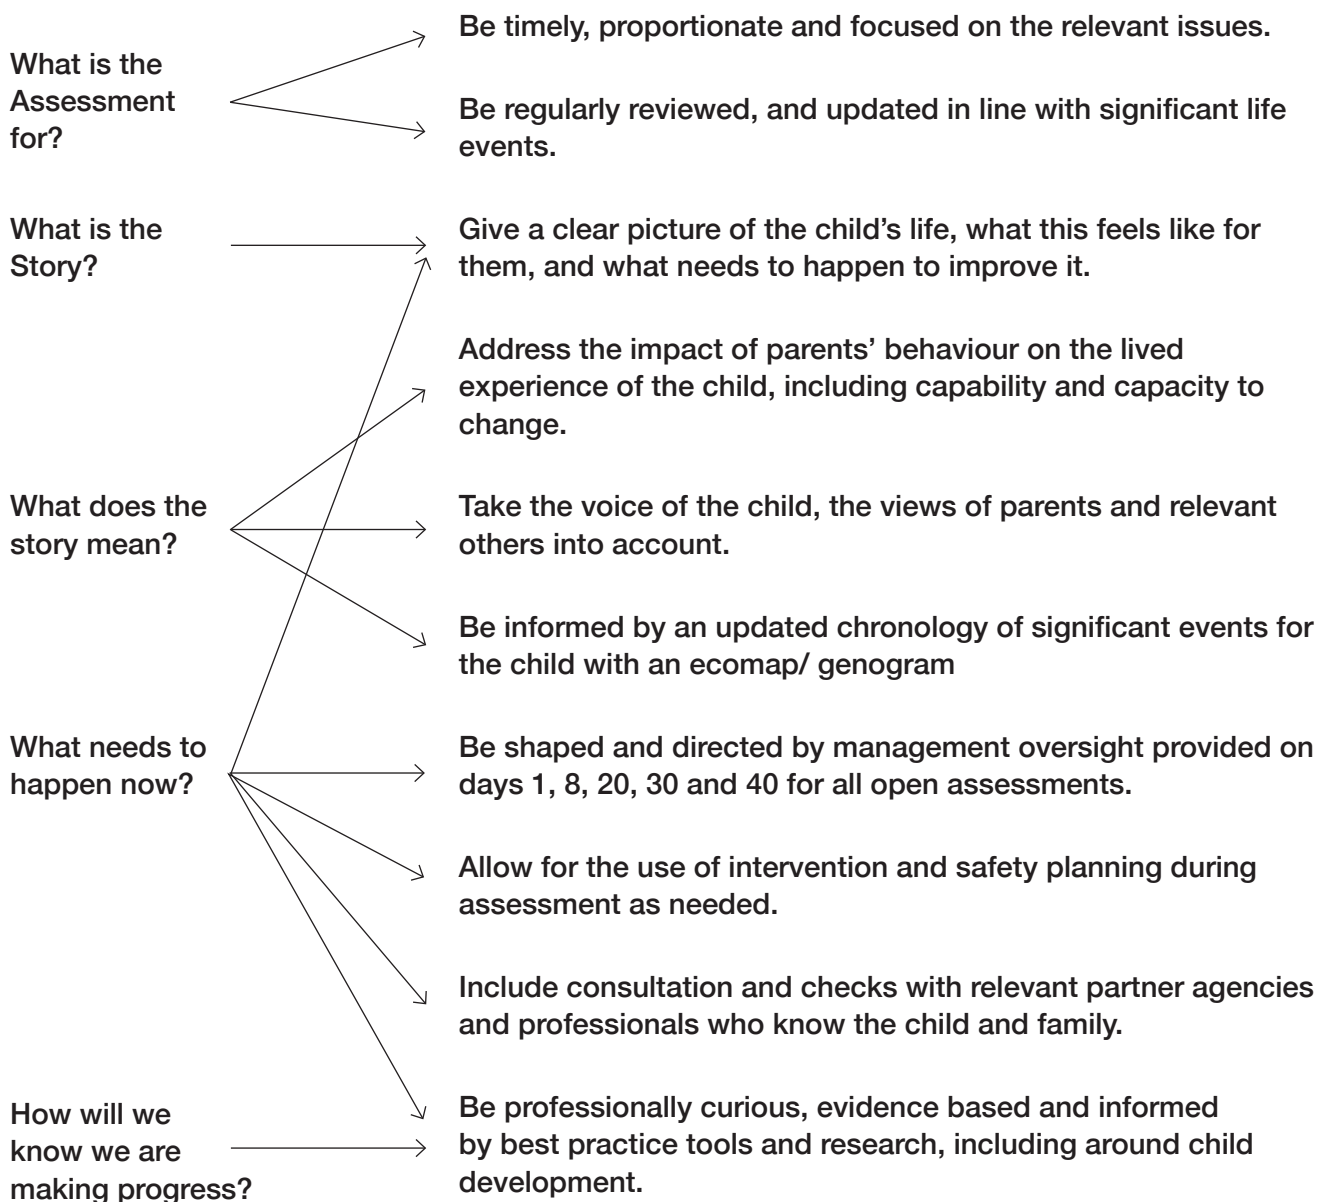 What is the
Assessment
for?
Be timely, proportionate and focused on the relevant issues.
Be regularly reviewed, and updated in line with significant life
events.
What is the
Story?
Give a clear picture of the child’s life, what this feels like for
them, and what needs to happen to improve it.
Address the impact of parents’ behaviour on the lived
experience of the child, including capability and capacity to
change.
What does the
story mean?
Take the voice of the child, the views of parents and relevant
others into account.
Be informed by an updated chronology of significant events for
the child with an ecomap/ genogram
What needs to
happen now?
Be shaped and directed by management oversight provided on
days 1, 8, 20, 30 and 40 for all open assessments.
Allow for the use of intervention and safety planning during
assessment as needed.
Include consultation and checks with relevant partner agencies
and professionals who know the child and family.
How will we
know we are
making progress?
Be professionally curious, evidence based and informed
by best practice tools and research, including around child
development.